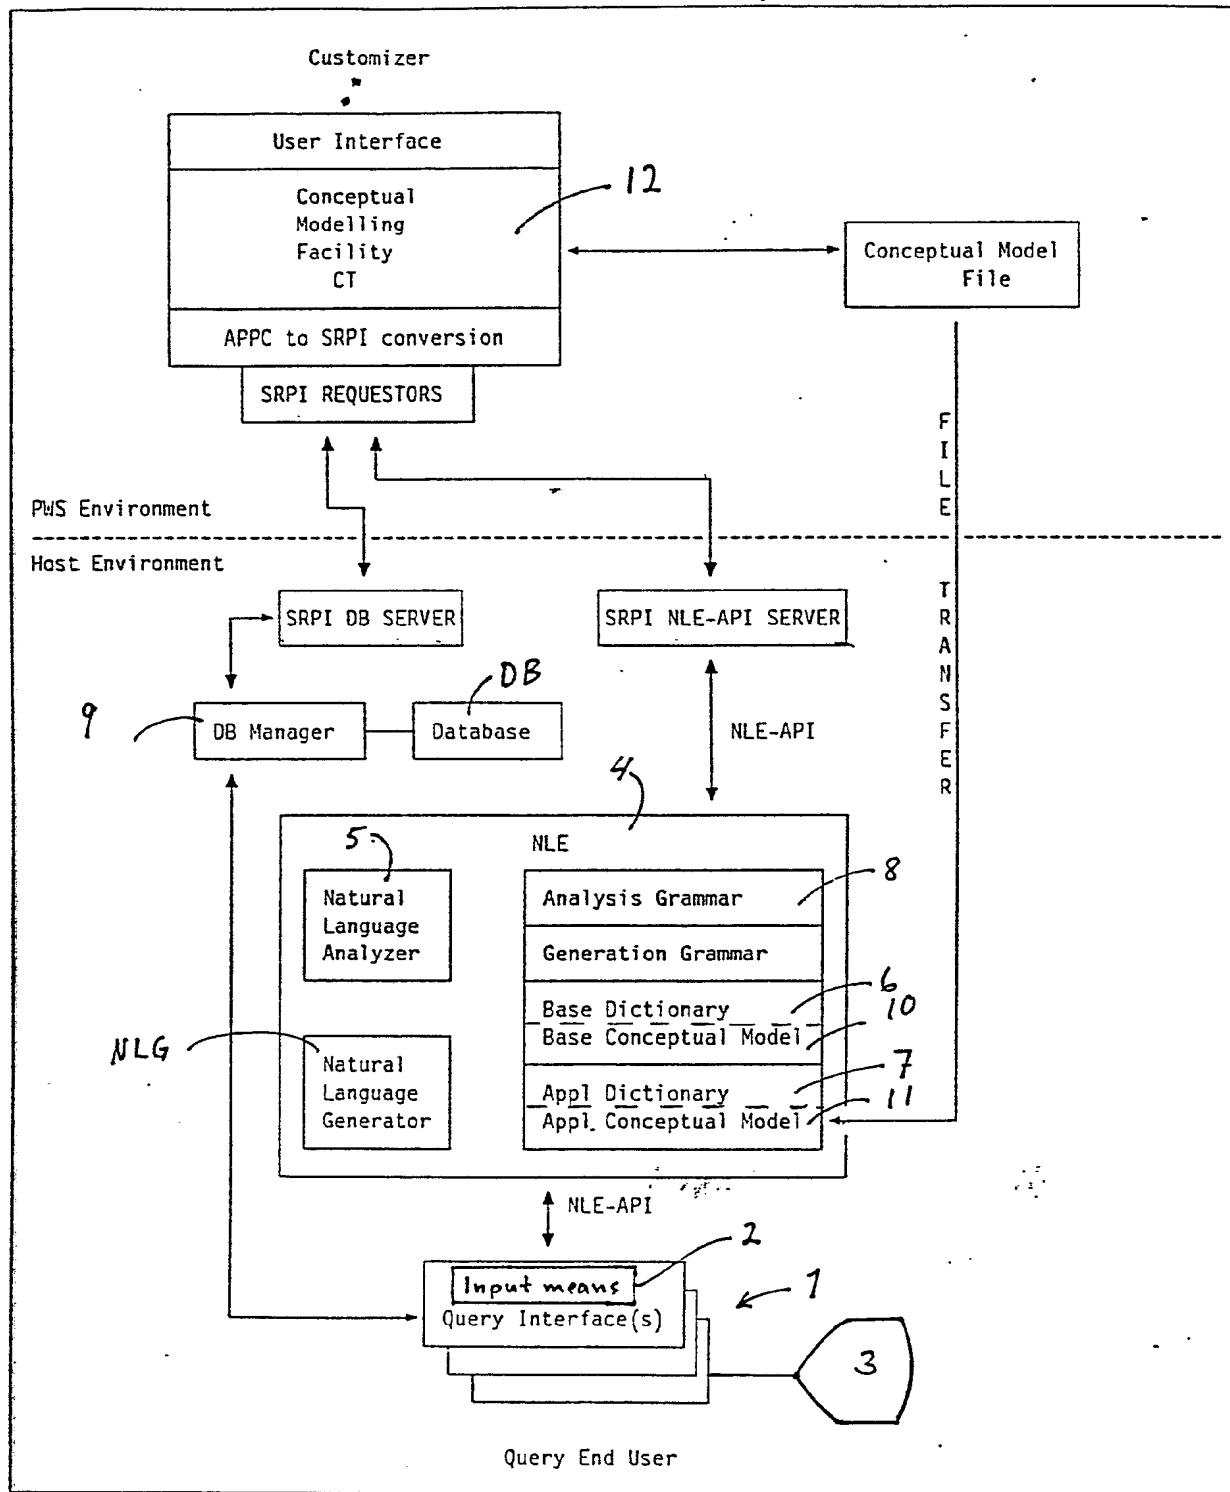 Customizer
User Interface
12
Conceptual
Modelling
Facility
CT
Conceptual Model
File
APPC to SRPI conversion
SRPI REQUESTORS
FILE
PWS Environment
Host Environment
TRANSFER
SRPI DB SERVER
SRPI NLE-API SERVER
DB
9
DB Manager
Database
NLE-API
4
NLE
5
8
Natural
Language
Analyzer
Analysis Grammar
Generation Grammar
6
Base Dictionary
10
Base Conceptual Model
NLG
Natural
Language
Generator
7
Appl Dictionary
11
Appl. Conceptual Model
NLE-API
2
Input means
1
Query Interface(s)
3
Query End User